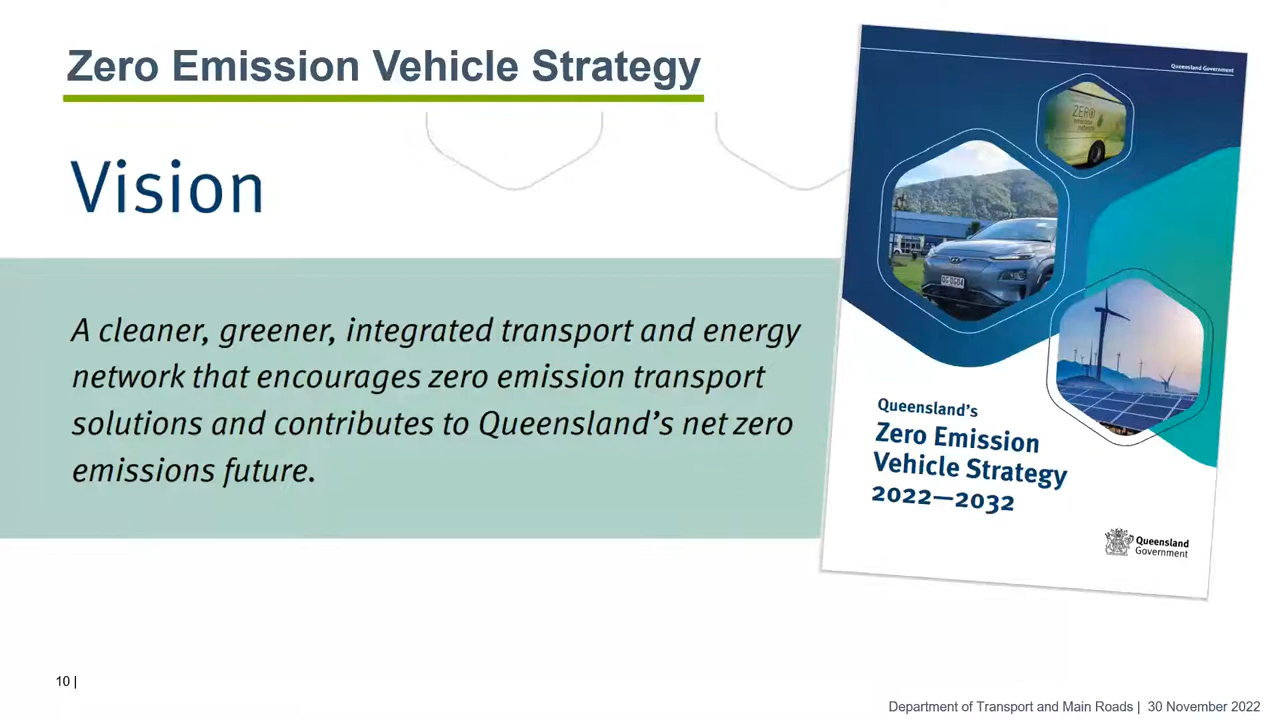 Zero Emission Vehicle Strategy
Vision
A cleaner, greener, integrated transport and energy
network that encourages zero emission transport
solutions and contributes to Queensland's net zero
emissions future.
Queensland Government
ZERO
Queensland's
Zero Emission
Vehicle Strategy
2022—2032
Queensland
Government
10 |
Department of Transport and Main Roads | 30 November 2022